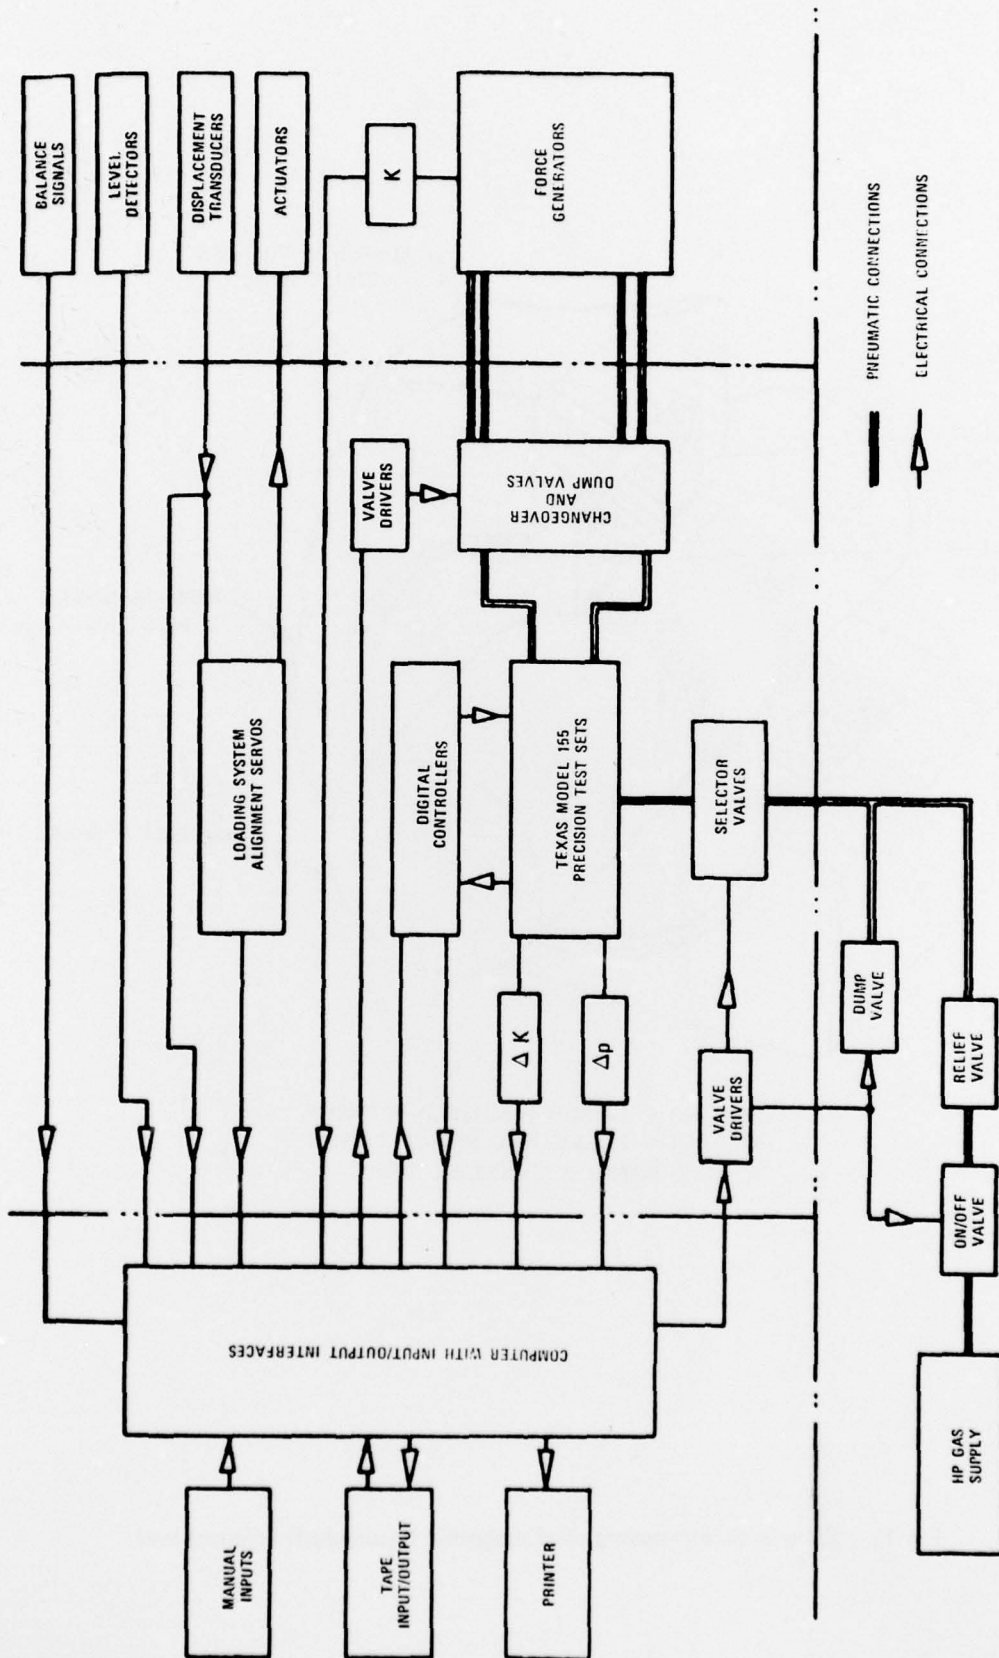 BALANCE
SIGNALS
LEVEL
DETECTORS
DISPLACEMENT
TRANSDUCERS
ACTUATORS
K
FORCE
GENERATORS
VALVE
DRIVERS
CHANGEOVER
AND
DUMP VALVES
LOADING SYSTEM
ALIGNMENT SERVOS
DIGITAL
CONTROLLERS
TEXAS MODEL 155
PRECISION TEST SETS
SELECTOR
VALVES
Δ K
Δp
VALVE
DRIVERS
DUMP
VALVE
RELIEF
VALVE
ON/OFF
VALVE
HP GAS
SUPPLY
COMPUTER WITH INPUT/OUTPUT INTERFACES
MANUAL
INPUTS
TAPE
INPUT/OUTPUT
PRINTER
PNEUMATIC CONNECTIONS
ELECTRICAL CONNECTIONS